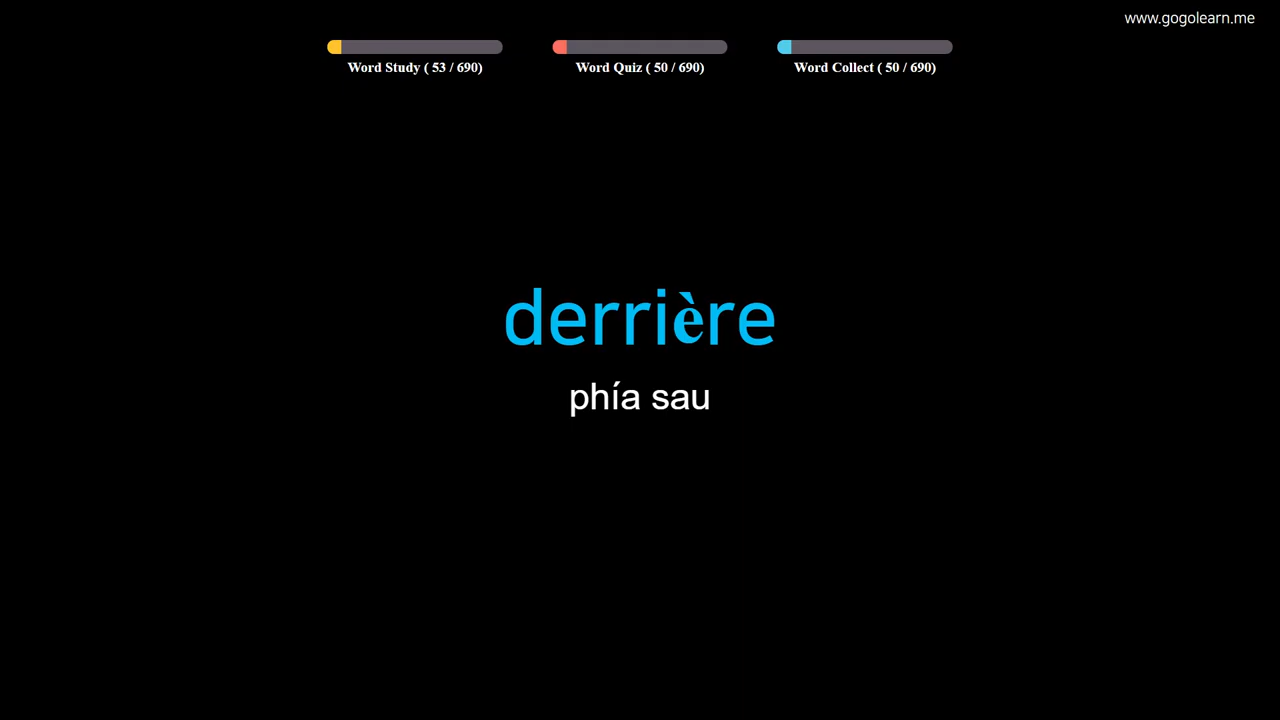 www.gogolearn.me
Word Study ( 53 / 690)
Word Quiz ( 50 / 690)
Word Collect ( 50 / 690)
derrière
phía sau